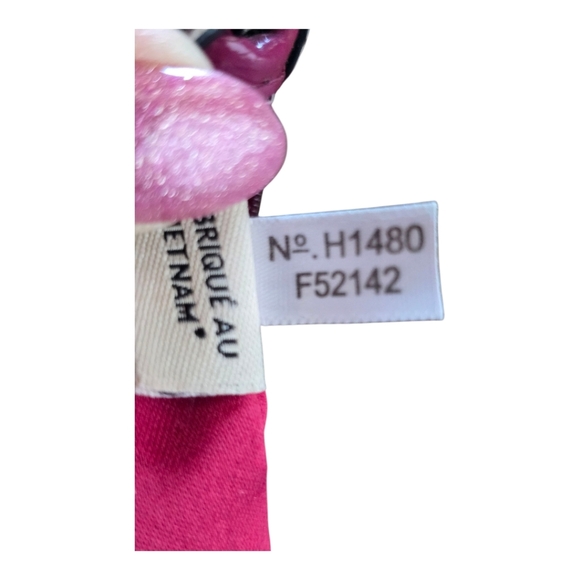 Nº. H1480
F52142
BRIQUÉ AU
ETNAM